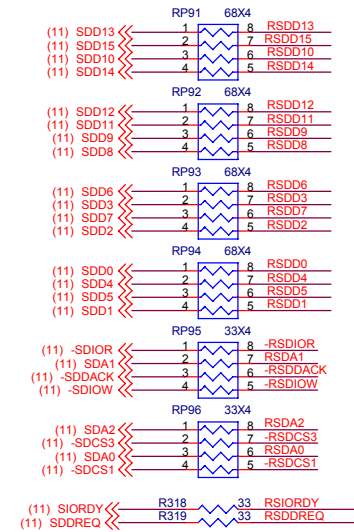 RP91 68X4
(11) SDD13 1 8 RSDD13
(11) SDD15 2 7 RSDD15
(11) SDD10 3 6 RSDD10
(11) SDD14 4 5 RSDD14
RP92 68X4
(11) SDD12 1 8 RSDD12
(11) SDD11 2 7 RSDD11
(11) SDD9 3 6 RSDD9
(11) SDD8 4 5 RSDD8
RP93 68X4
(11) SDD6 1 8 RSDD6
(11) SDD3 2 7 RSDD3
(11) SDD7 3 6 RSDD7
(11) SDD2 4 5 RSDD2
RP94 68X4
(11) SDD0 1 8 RSDD0
(11) SDD4 2 7 RSDD4
(11) SDD5 3 6 RSDD5
(11) SDD1 4 5 RSDD1
RP95 33X4
(11) -SDIOR 1 8 -RSDIOR
(11) SDA1 2 7 RSDA1
(11) -SDDACK 3 6 -RSDDACK
(11) -SDIOW 4 5 -RSDIOW
RP96 33X4
(11) SDA2 1 8 RSDA2
(11) -SDCS3 2 7 -RSDCS3
(11) SDA0 3 6 RSDA0
(11) -SDCS1 4 5 -RSDCS1
(11) SIORDY R318 33 RSIORDY
(11) SDDREQ R319 33 RSDDREQ